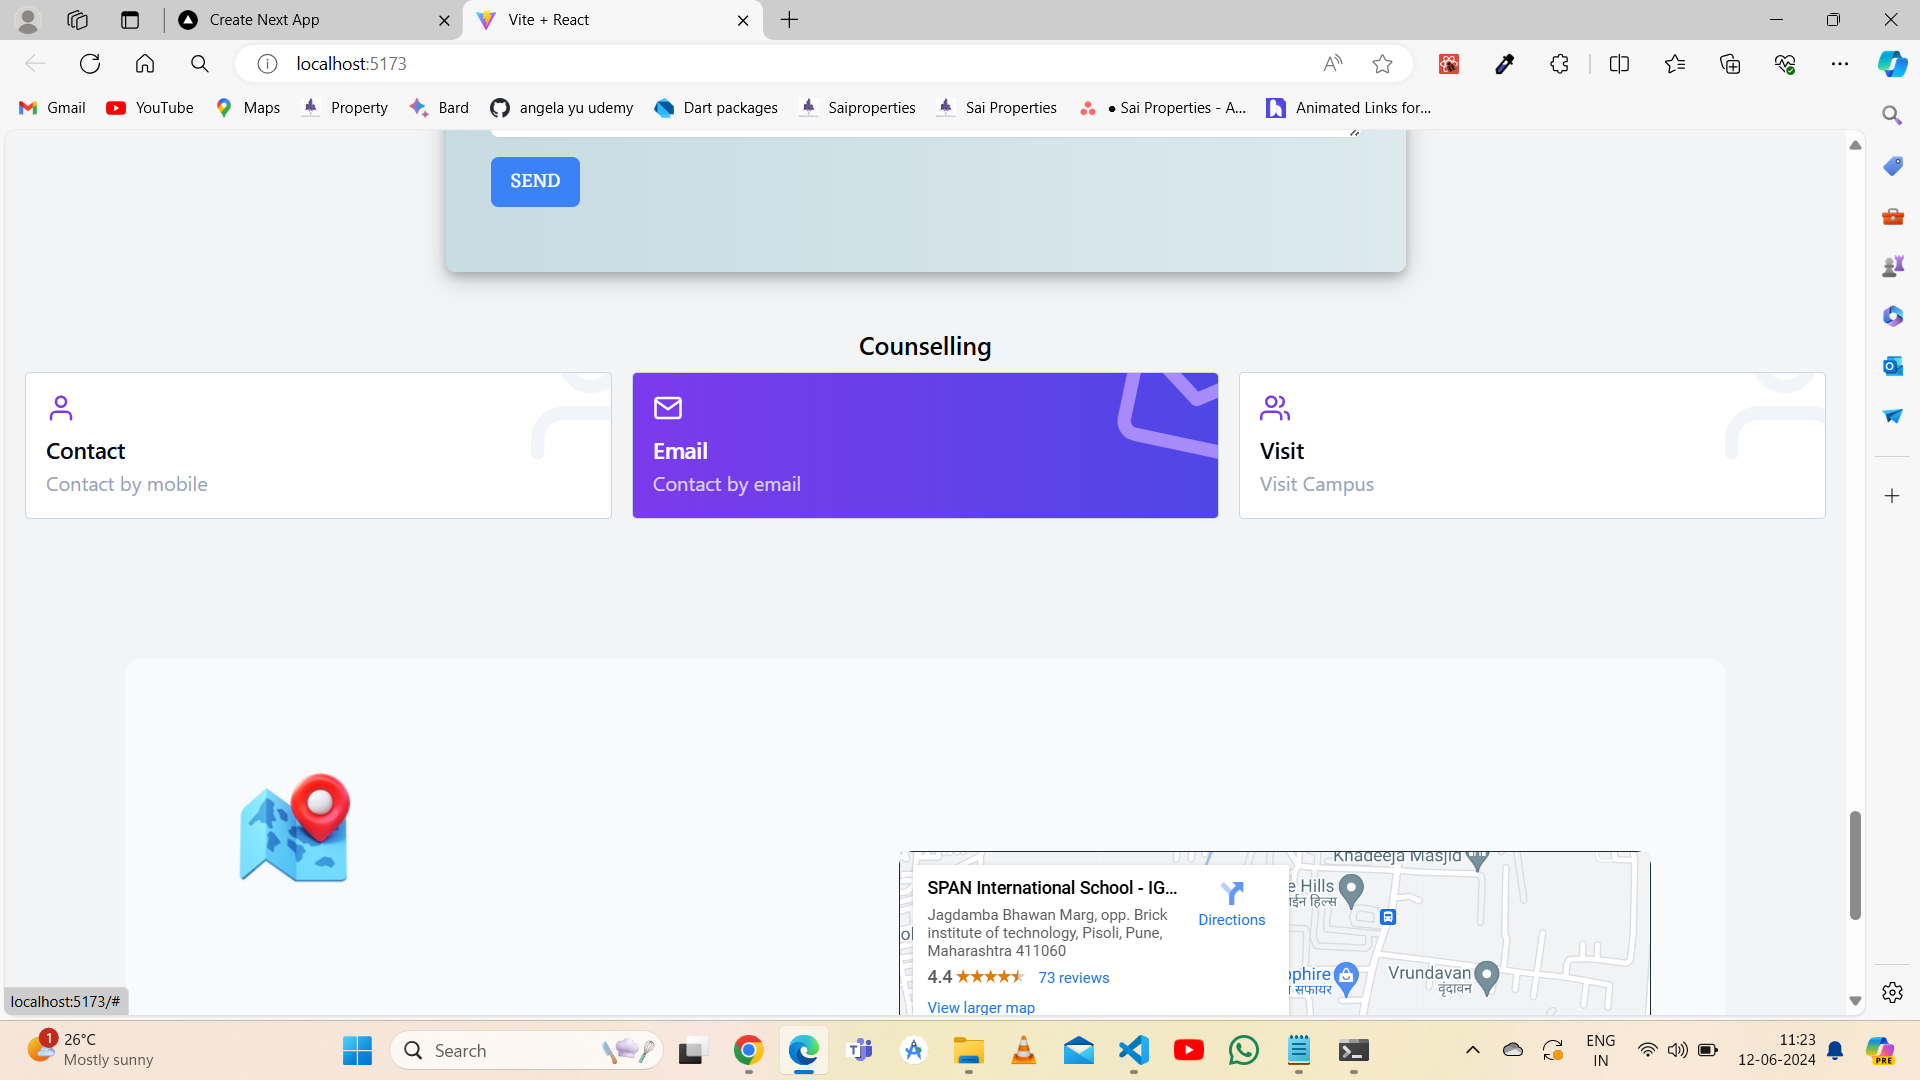 Create Next App
Vite + React
localhost:5173
Gmail
YouTube
Maps
Property
Bard
angela yu udemy
Dart packages
Saiproperties
Sai Properties
● Sai Properties - A...
Animated Links for...
SEND
Counselling
Contact
Contact by mobile
Email
Contact by email
Visit
Visit Campus
SPAN International School - IG...
Jagdamba Bhawan Marg, opp. Brick
institute of technology, Pisoli, Pune,
Maharashtra 411060
4.4
73 reviews
View larger map
Directions
Khadeeja Masjid
Hills
हिल्स
Vrundavan
वृंदावन
सफायर
localhost:5173/#
1
26°C
Mostly sunny
Search
ENG
IN
11:23
12-06-2024
PRE